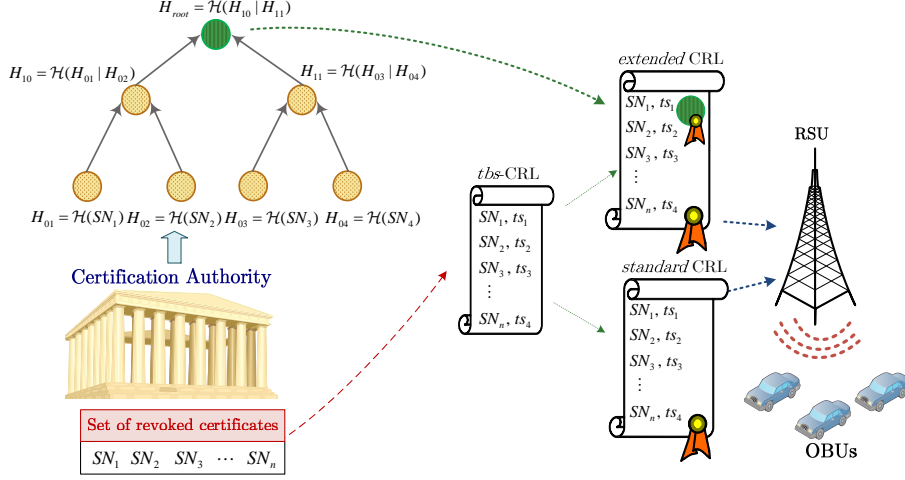 H_root = ℋ(H_10 | H_11)
H_10 = ℋ(H_01 | H_02)
H_11 = ℋ(H_03 | H_04)
H_01 = ℋ(SN_1)
H_02 = ℋ(SN_2)
H_03 = ℋ(SN_3)
H_04 = ℋ(SN_4)
Certification Authority
Set of revoked certificates
SN_1 SN_2 SN_3 ⋯ SN_n
tbs-CRL
SN_1, ts_1
SN_2, ts_2
SN_3, ts_3
⋮
SN_n, ts_4
extended CRL
SN_1, ts_1
SN_2, ts_2
SN_3, ts_3
⋮
SN_n, ts_4
standard CRL
SN_1, ts_1
SN_2, ts_2
SN_3, ts_3
⋮
SN_n, ts_4
RSU
OBUs